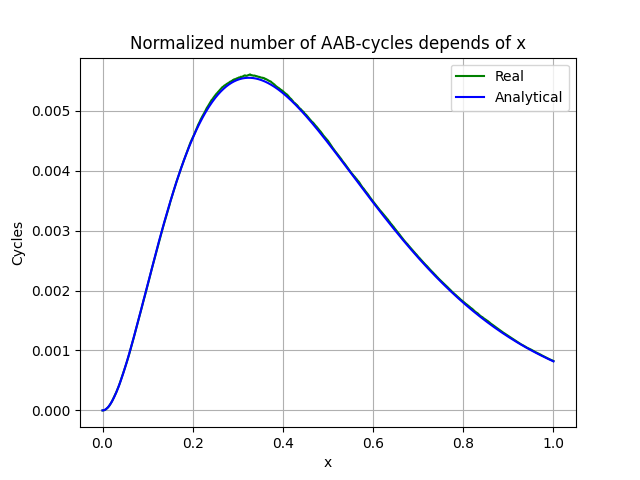 Normalized number of AAB-cycles depends of x
Real
Analytical
0.005
0.004
0.003
0.002
0.001
0.000
Cycles
0.0 0.2 0.4 0.6 0.8 1.0
x